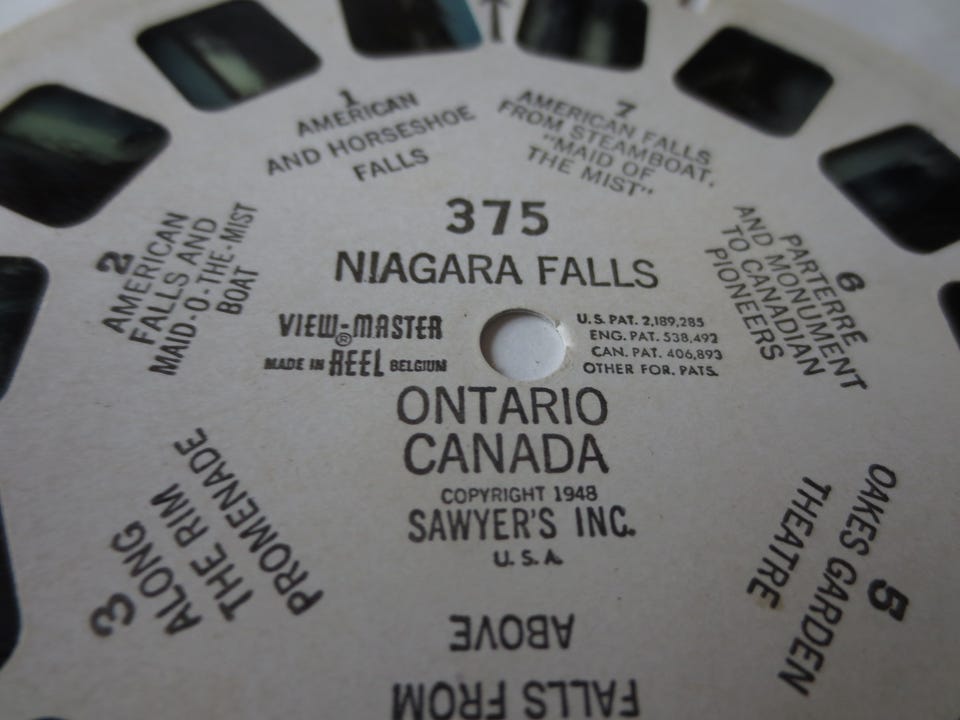 375
NIAGARA FALLS
VIEW-MASTER
®
MADE IN REEL BELGIUM
U.S. PAT. 2,189,285
ENG. PAT. 538,492
CAN. PAT. 406,893
OTHER FOR. PATS.
ONTARIO
CANADA
COPYRIGHT 1948
SAWYER'S INC.
U.S.A.
1
AMERICAN
AND HORSESHOE
FALLS
2
AMERICAN
FALLS AND
MAID-O-THE-MIST
BOAT
3
ALONG
THE RIM
PROMENADE
FALLS FROM
ABOVE
5
OAKES GARDEN
THEATRE
6
PARTERRE
AND MONUMENT
TO CANADIAN
PIONEERS
7
AMERICAN FALLS
FROM STEAMBOAT,
"MAID OF
THE MIST"